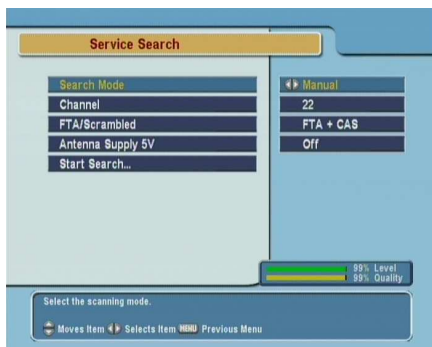 Service Search
Search Mode Manual
Channel 22
FTA/Scrambled FTA + CAS
Antenna Supply 5V Off
Start Search...
99% Level
99% Quality
Select the scanning mode.
Moves Item Selects Item MENU Previous Menu